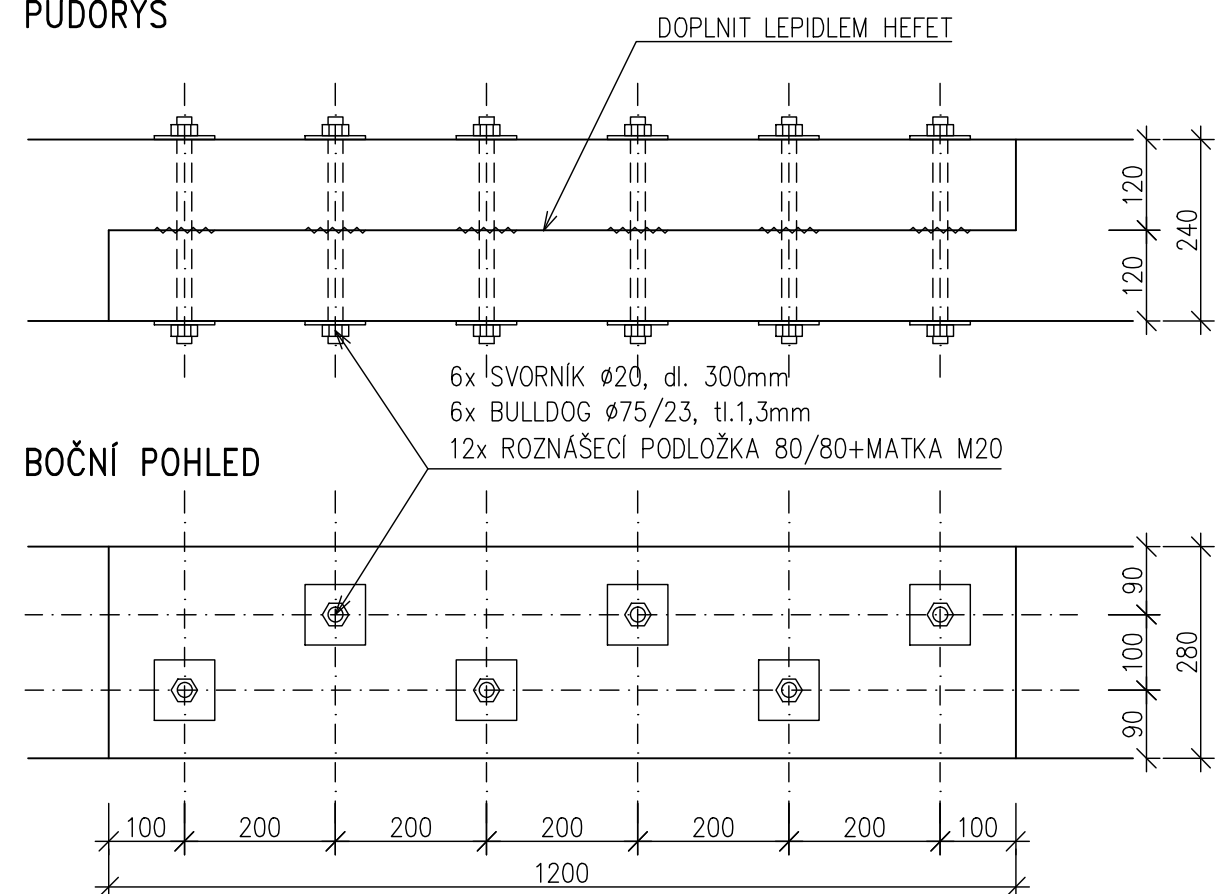 PŮDORYS
DOPLNIT LEPIDLEM HEFET
120
120
240
6x SVORNÍK ø20, dl. 300mm
6x BULLDOG ø75/23, tl.1,3mm
12x ROZNÁŠECÍ PODLOŽKA 80/80+MATKA M20
BOČNÍ POHLED
90
100
90
280
100 200 200 200 200 200 100
1200